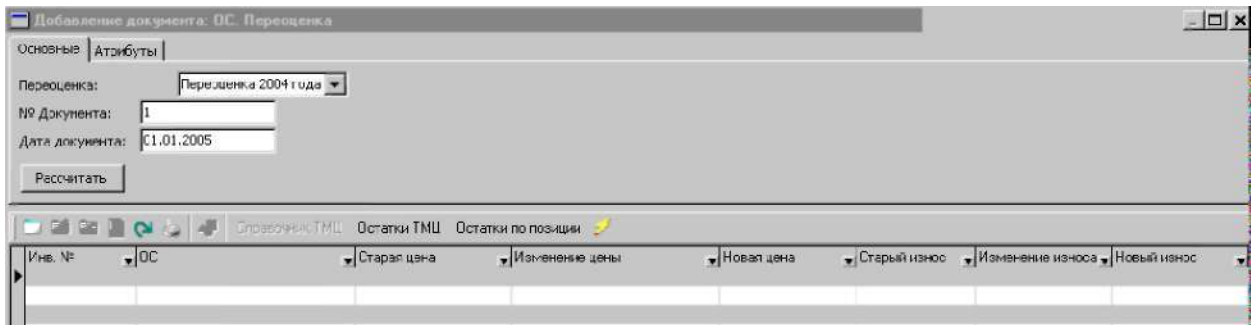 Добавление документа: ОС. Переоценка
Основные Атрибуты
Переоценка: Переоценка 2004 года
№ Документа: 1
Дата документа: 01.01.2005
Рассчитать
Справочник ТМЦ Остатки ТМЦ Остатки по позиции
Инв. № ОС Старая цена Изменение цены Новая цена Старый износ Изменение износа Новый износ